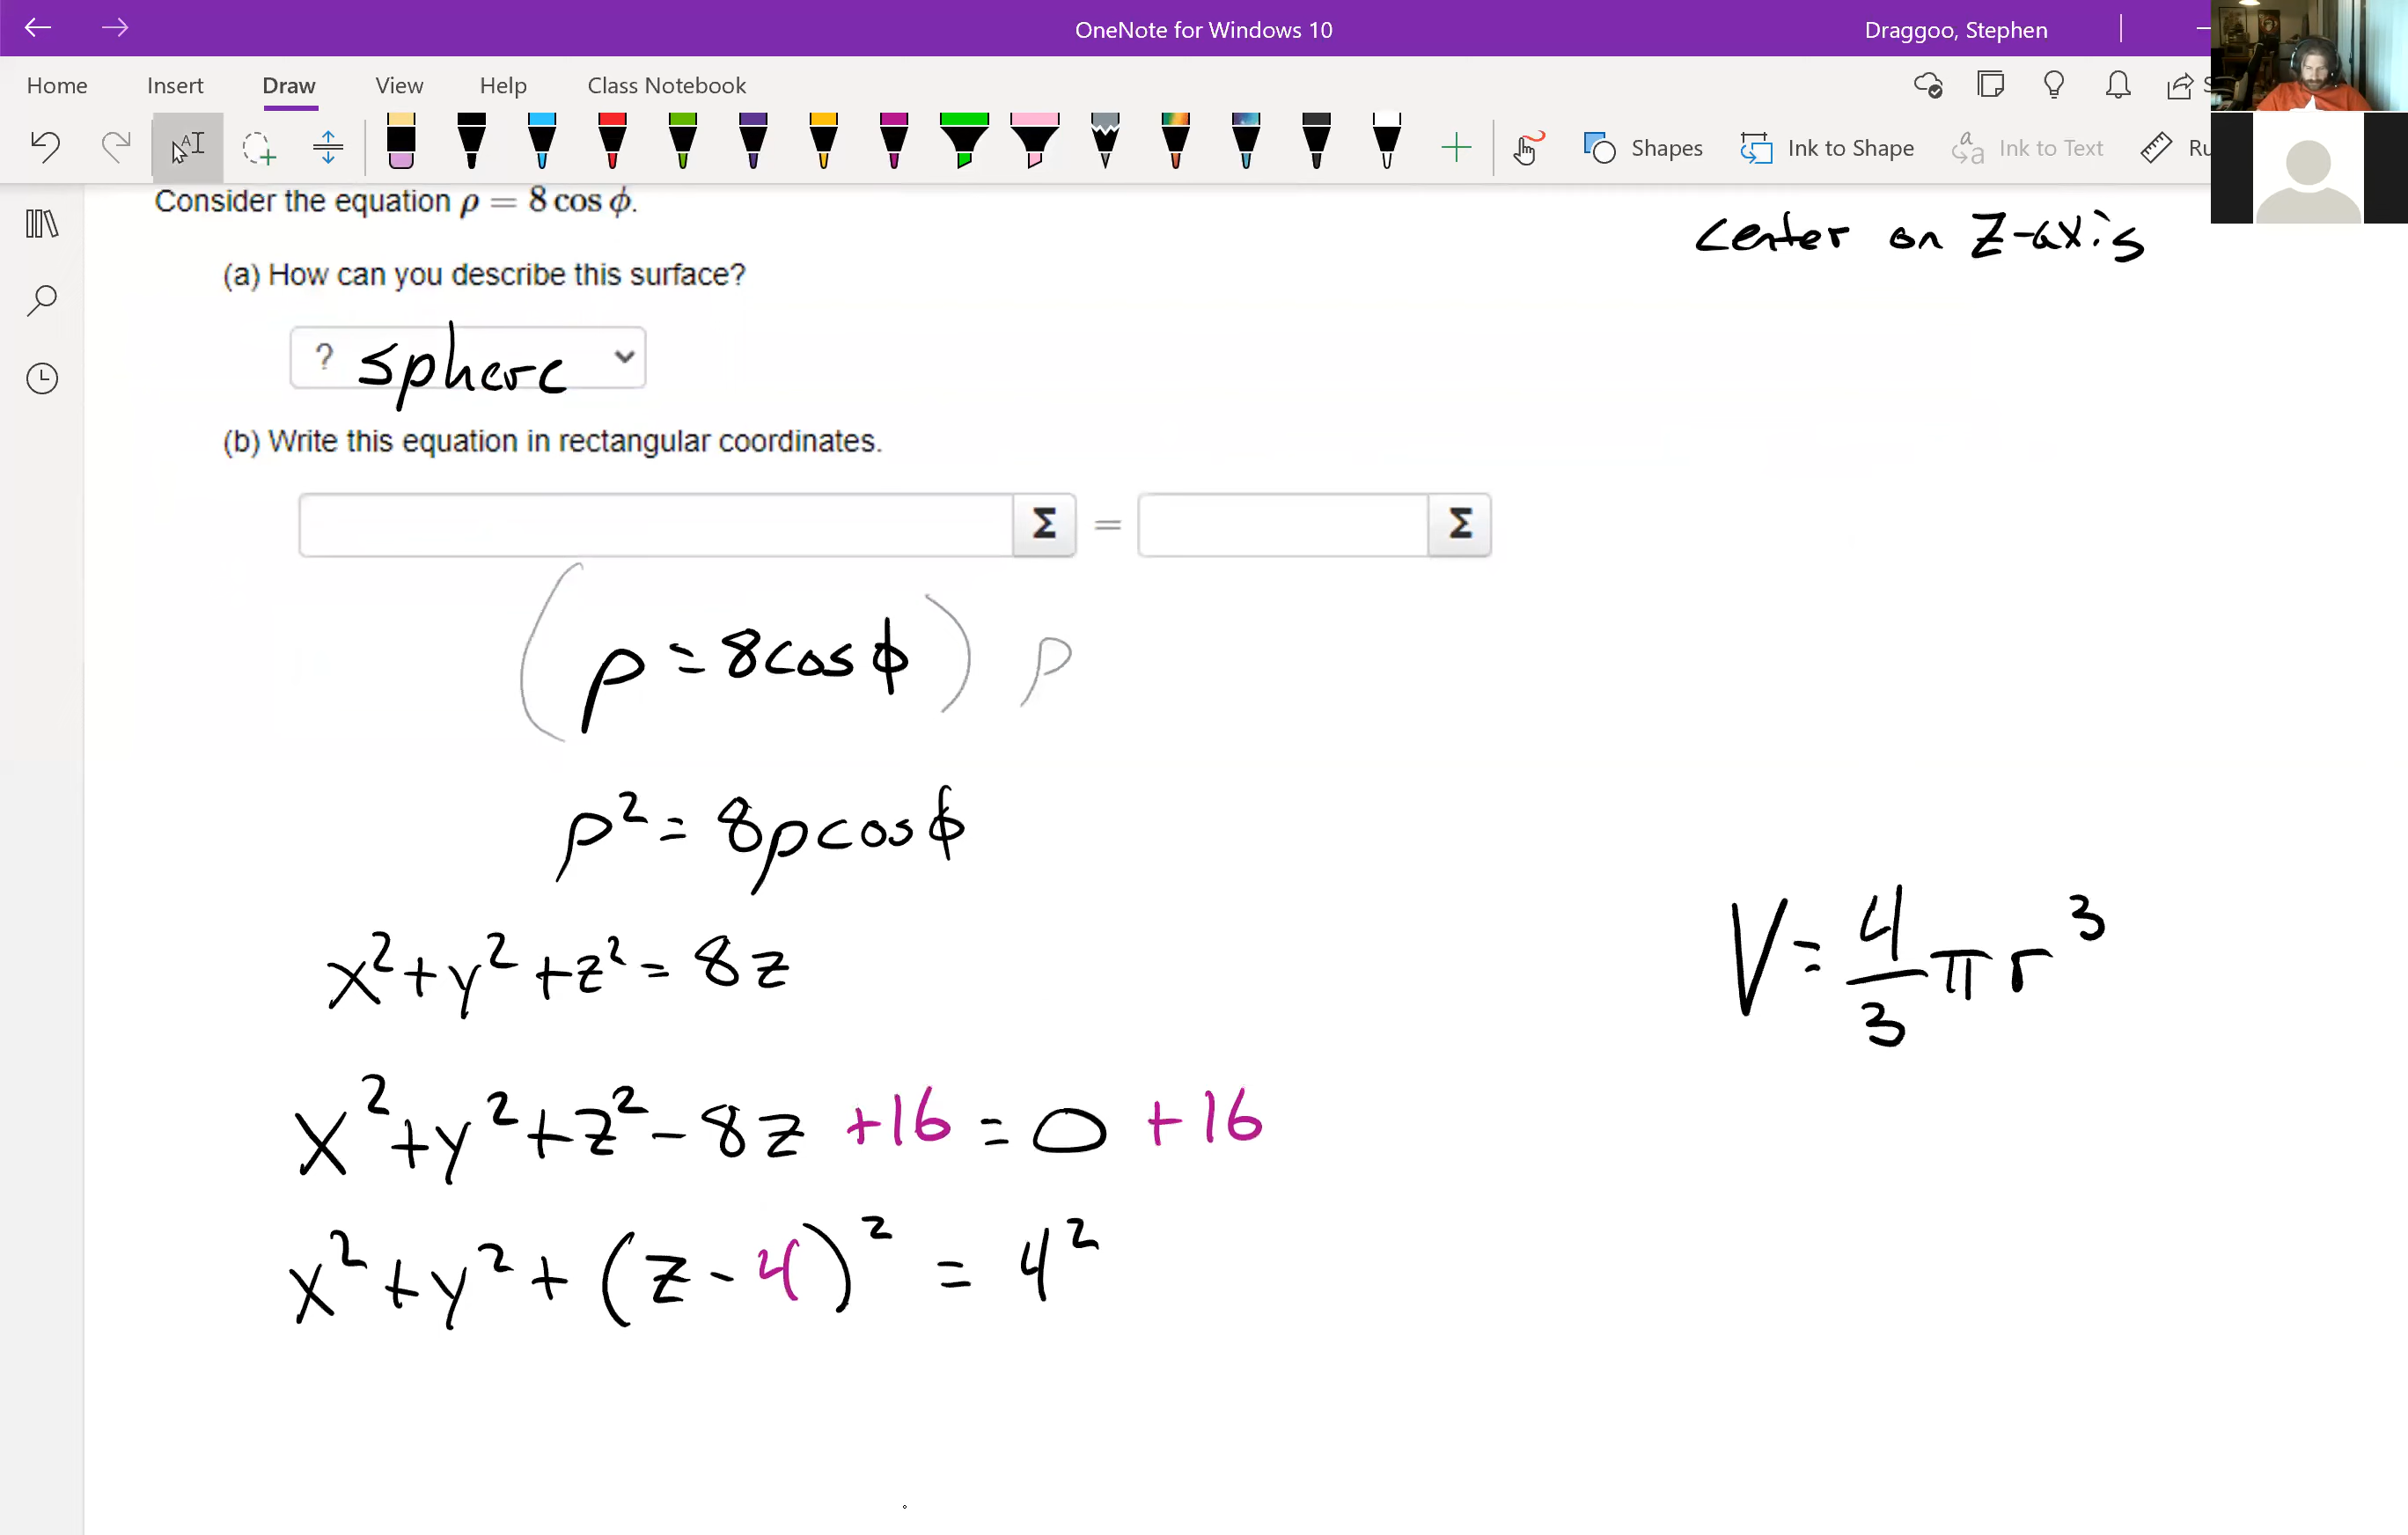 OneNote for Windows 10
Draggoo, Stephen
Home Insert Draw View Help Class Notebook
Shapes Ink to Shape Ink to Text Ru
Consider the equation ρ = 8 cos ϕ.
center on z-axis
(a) How can you describe this surface?
? sphere
(b) Write this equation in rectangular coordinates.
Σ = Σ
(ρ = 8cos ϕ) ρ
ρ² = 8ρcos ϕ
x² + y² + z² = 8z
V = 4/3 π r³
x² + y² + z² - 8z +16 = 0 +16
x² + y² + (z - 4)² = 4²